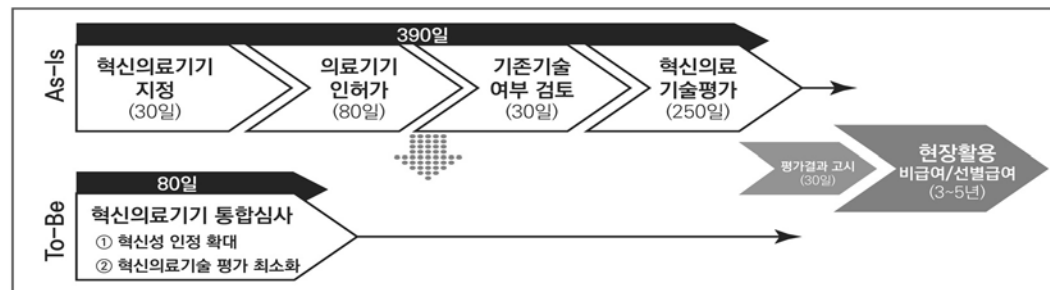 As-Is
390일
혁신의료기기
지정
(30일)
의료기기
인허가
(80일)
기존기술
여부 검토
(30일)
혁신의료
기술평가
(250일)
평가결과 고시
(30일)
현장활용
비급여/선별급여
(3~5년)
To-Be
80일
혁신의료기기 통합심사
① 혁신성 인정 확대
② 혁신의료기술 평가 최소화